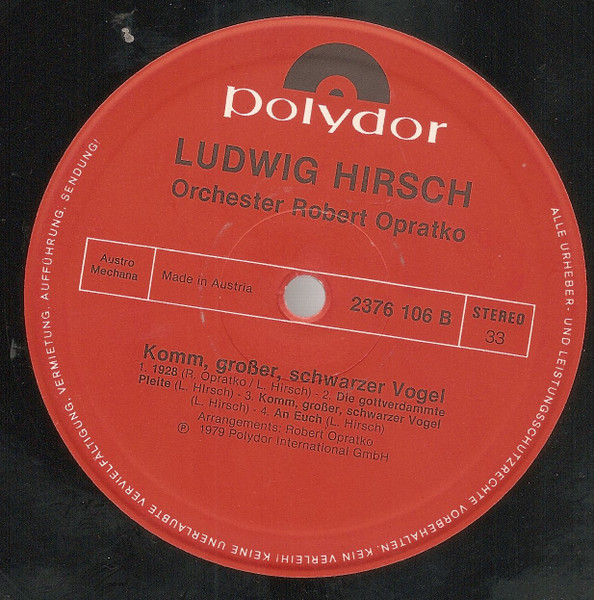 polydor
LUDWIG HIRSCH
Orchester Robert Opratko
Austro
Mechana
Made in Austria
2376 106 B
STEREO
33
Komm, großer, schwarzer Vogel
1. 1928 (R. Opratko / L. Hirsch) - 2. Die gottverdammte
Pleite (L. Hirsch) - 3. Komm, großer, schwarzer Vogel
(L. Hirsch) - 4. An Euch (L. Hirsch)
Arrangements: Robert Opratko
℗ 1979 Polydor International GmbH
ALLE URHEBER- UND LEISTUNGSSCHUTZRECHTE VORBEHALTEN. KEIN VERLEIH! KEINE UNERLAUBTE VERVIELFÄLTIGUNG, VERMIETUNG, AUFFÜHRUNG, SENDUNG!